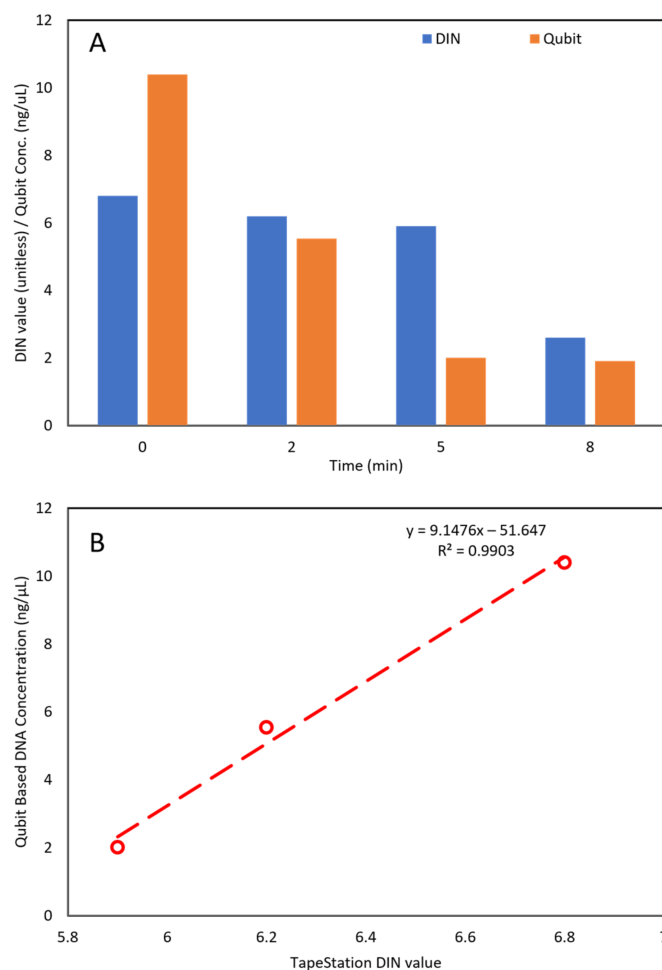 12
A
DIN
Qubit
10
8
6
4
2
0
DIN value (unitless) / Qubit Conc. (ng/uL)
0 2 5 8
Time (min)
12
B
y = 9.1476x – 51.647
R² = 0.9903
10
8
6
4
2
0
Qubit Based DNA Concentration (ng/µL)
5.8 6 6.2 6.4 6.6 6.8 7
TapeStation DIN value